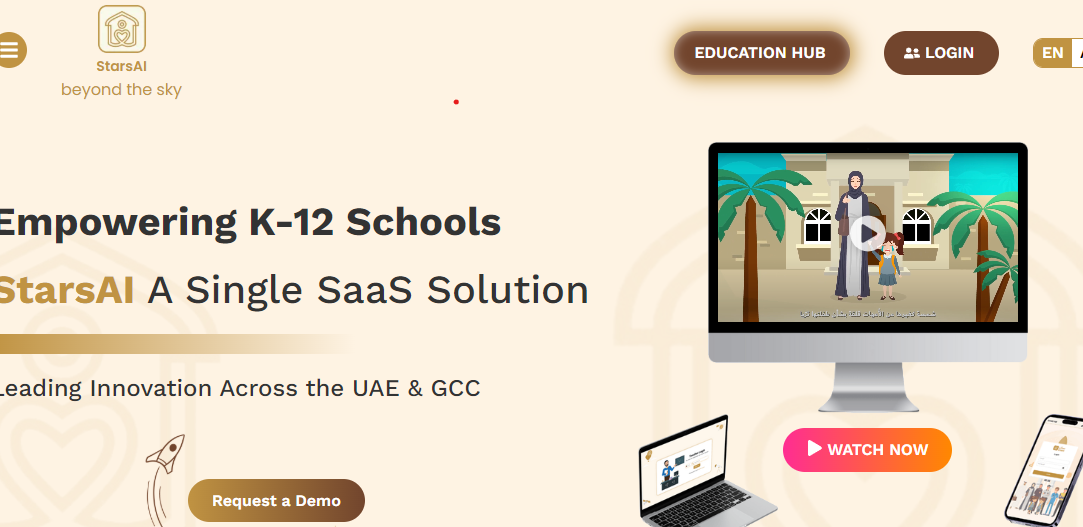 StarsAI
beyond the sky
EDUCATION HUB
LOGIN
EN
Empowering K-12 Schools
StarsAI A Single SaaS Solution
Leading Innovation Across the UAE & GCC
WATCH NOW
Request a Demo